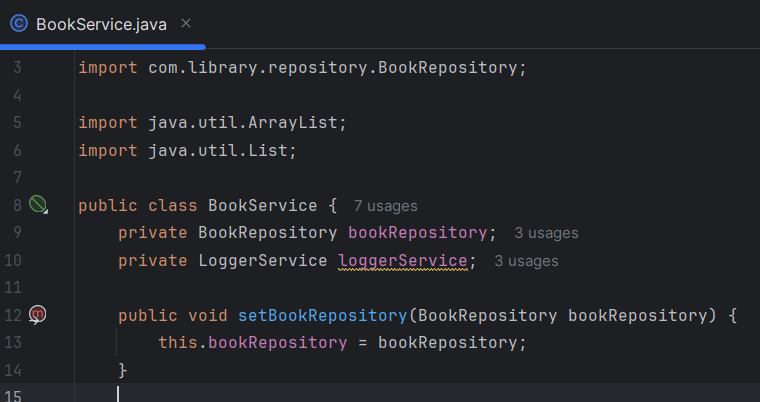 BookService.java
3 import com.library.repository.BookRepository;
4
5 import java.util.ArrayList;
6 import java.util.List;
7
8 public class BookService { 7 usages
9 private BookRepository bookRepository; 3 usages
10 private LoggerService loggerService; 3 usages
11
12 public void setBookRepository(BookRepository bookRepository) {
13 this.bookRepository = bookRepository;
14 }
15